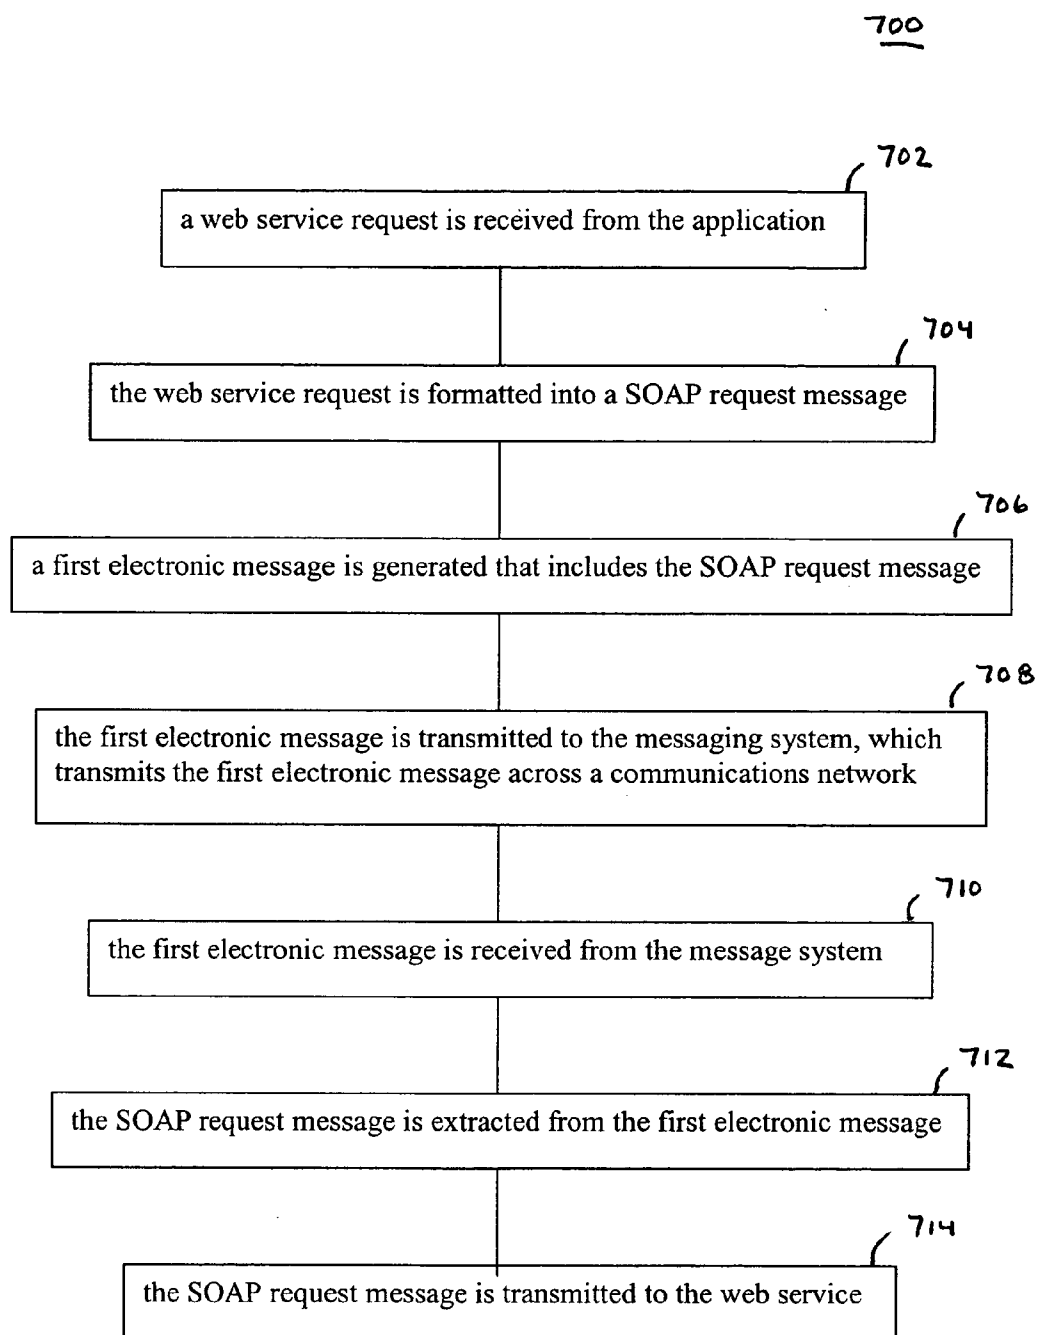 700
702
a web service request is received from the application
704
the web service request is formatted into a SOAP request message
706
a first electronic message is generated that includes the SOAP request message
708
the first electronic message is transmitted to the messaging system, which
transmits the first electronic message across a communications network
710
the first electronic message is received from the message system
712
the SOAP request message is extracted from the first electronic message
714
the SOAP request message is transmitted to the web service